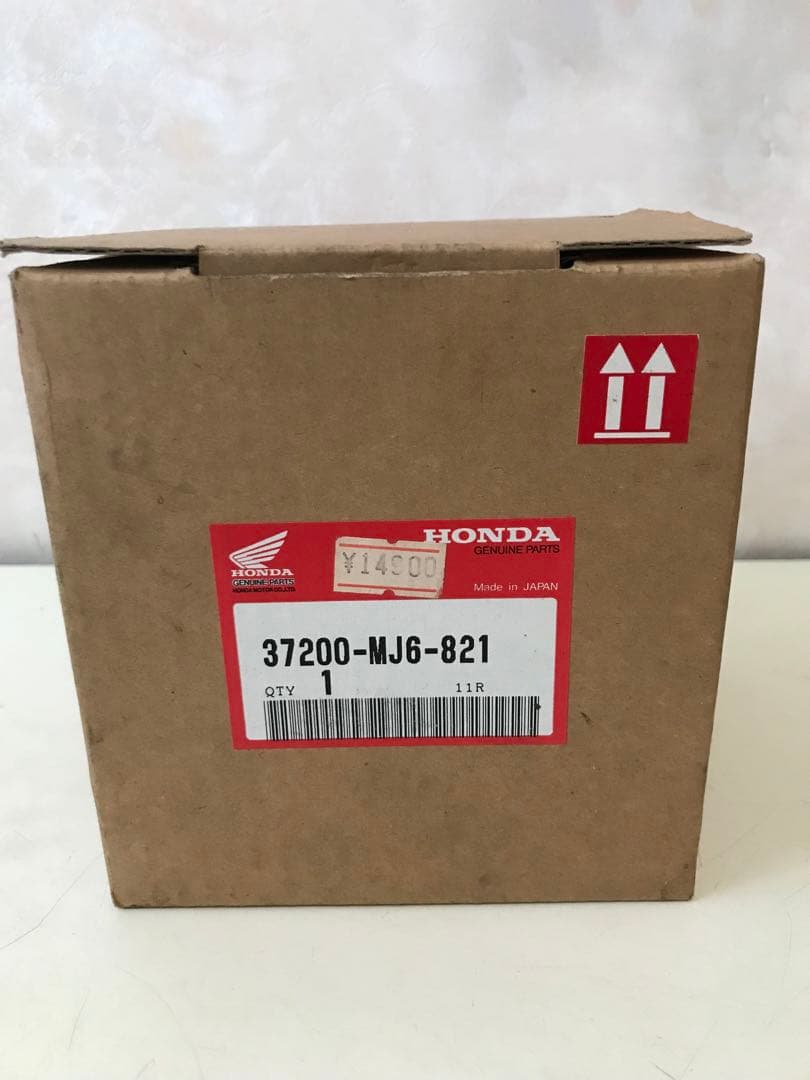 HONDA
GENUINE PARTS
HONDA MOTOR CO.,LTD.
¥14900
HONDA
GENUINE PARTS
Made in JAPAN
37200-MJ6-821
QTY 1 11R